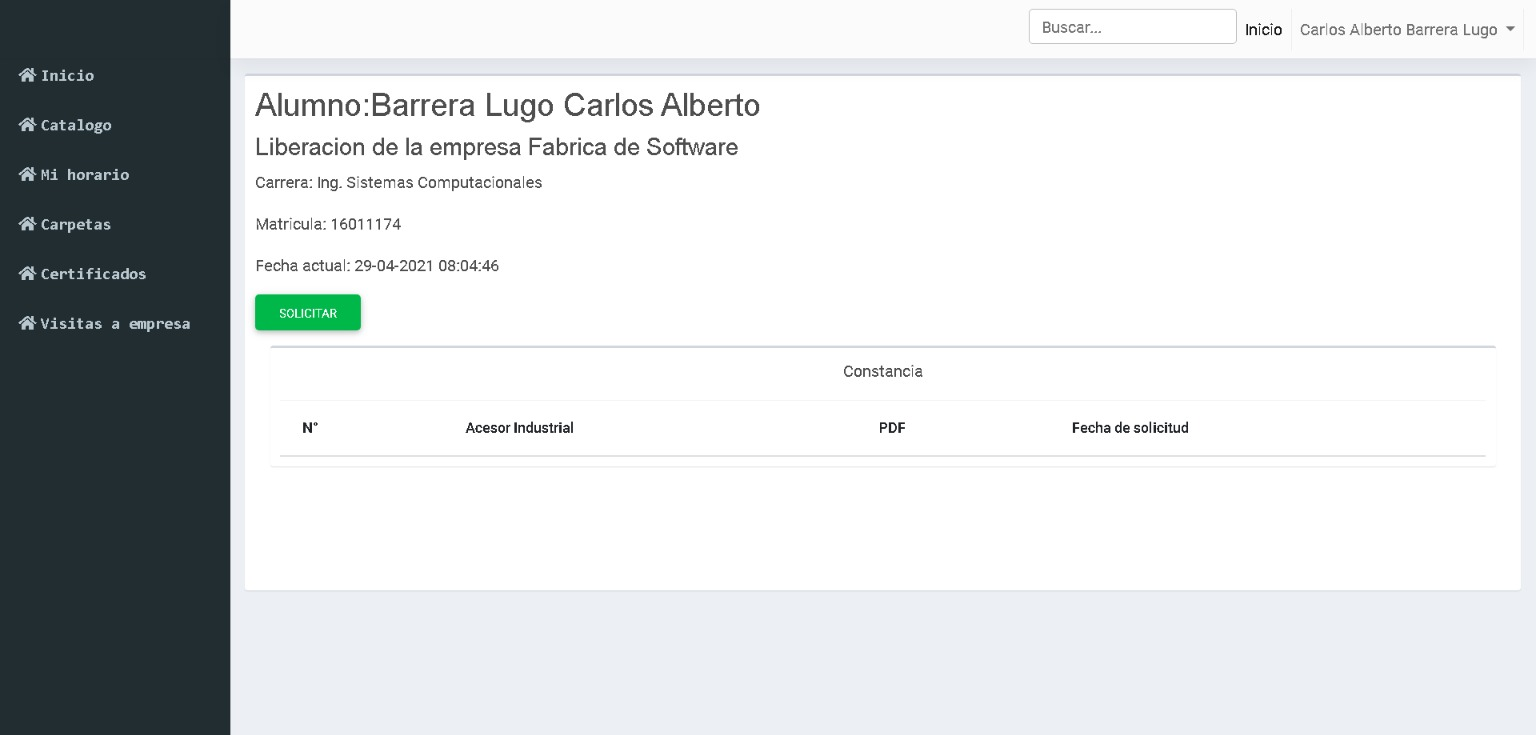 Buscar...
Inicio
Carlos Alberto Barrera Lugo
Inicio
Catalogo
Mi horario
Carpetas
Certificados
Visitas a empresa
Alumno:Barrera Lugo Carlos Alberto
Liberacion de la empresa Fabrica de Software
Carrera: Ing. Sistemas Computacionales
Matricula: 16011174
Fecha actual: 29-04-2021 08:04:46
SOLICITAR
Constancia
N° Acesor Industrial PDF Fecha de solicitud